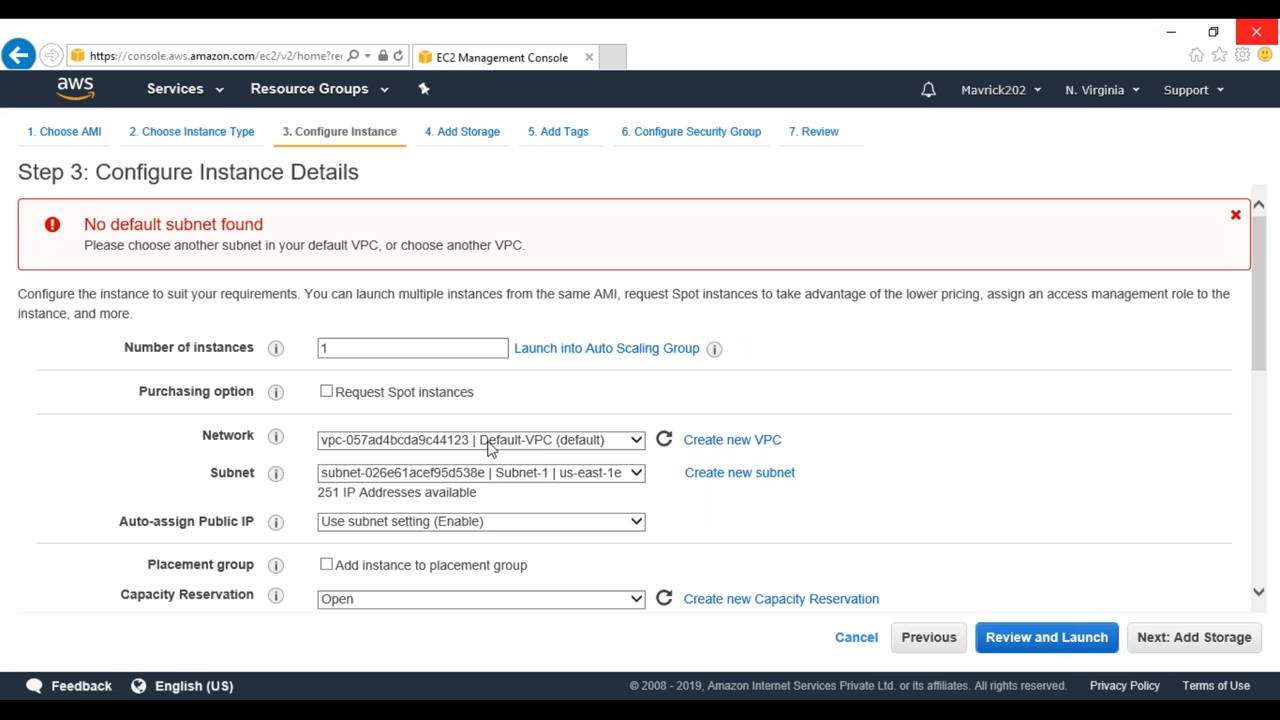 https://console.aws.amazon.com/ec2/v2/home?re
EC2 Management Console
aws
Services
Resource Groups
Mavrick202
N. Virginia
Support
1. Choose AMI
2. Choose Instance Type
3. Configure Instance
4. Add Storage
5. Add Tags
6. Configure Security Group
7. Review
Step 3: Configure Instance Details
No default subnet found
Please choose another subnet in your default VPC, or choose another VPC.
Configure the instance to suit your requirements. You can launch multiple instances from the same AMI, request Spot instances to take advantage of the lower pricing, assign an access management role to the
instance, and more.
Number of instances
1
Launch into Auto Scaling Group
Purchasing option
Request Spot instances
Network
vpc-057ad4bcda9c44123 | Default-VPC (default)
Create new VPC
Subnet
subnet-026e61acef95d538e | Subnet-1 | us-east-1e
Create new subnet
251 IP Addresses available
Auto-assign Public IP
Use subnet setting (Enable)
Placement group
Add instance to placement group
Capacity Reservation
Open
Create new Capacity Reservation
Cancel
Previous
Review and Launch
Next: Add Storage
Feedback
English (US)
© 2008 - 2019, Amazon Internet Services Private Ltd. or its affiliates. All rights reserved.
Privacy Policy
Terms of Use